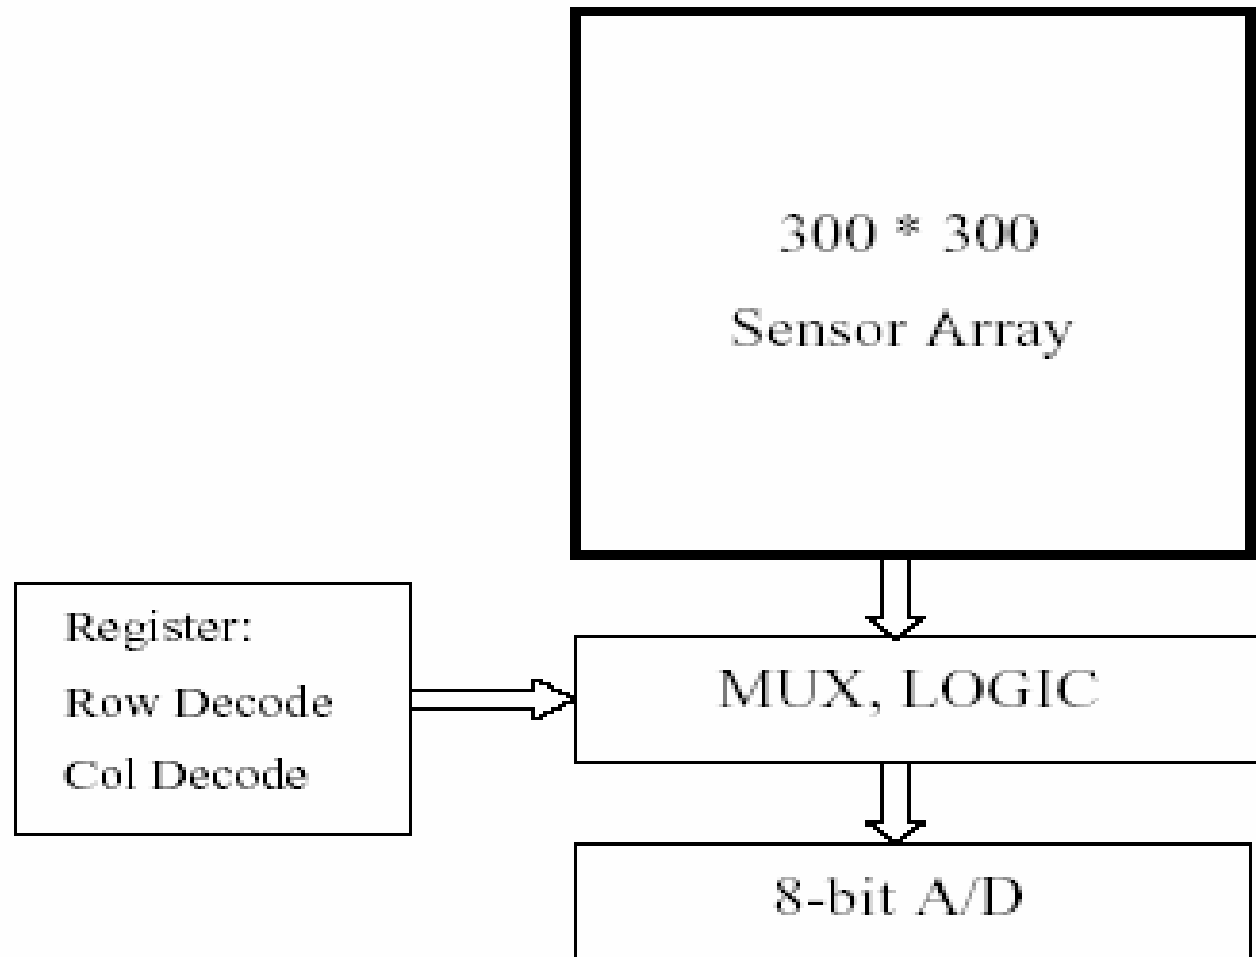 300 * 300
Sensor Array
Register:
Row Decode
Col Decode
MUX, LOGIC
8-bit A/D